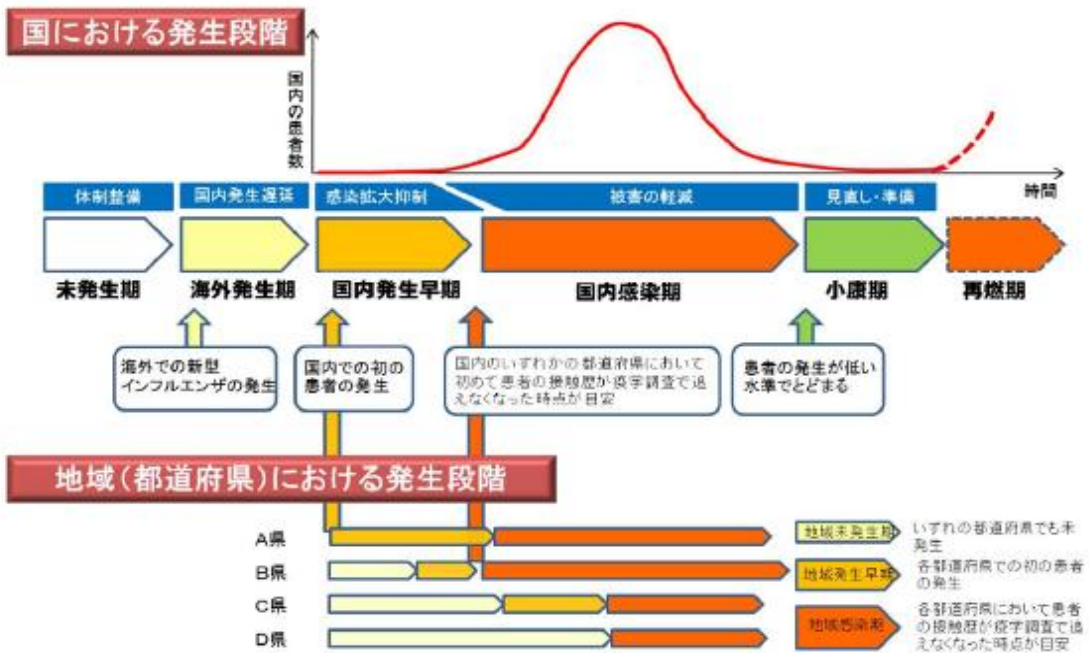 国における発生段階
国内の患者数
時間
体制整備
国内発生遅延
感染拡大抑制
被害の軽減
見直し・準備
未発生期
海外発生期
国内発生早期
国内感染期
小康期
再燃期
海外での新型
インフルエンザの発生
国内での初の
患者の発生
国内のいずれかの都道府県において
初めて患者の接触歴が疫学調査で追
えなくなった時点が目安
患者の発生が低い
水準でとどまる
地域(都道府県)における発生段階
A県
B県
C県
D県
地域未発生期
いずれの都道府県でも未
発生
地域発生早期
各都道府県での初の患者
の発生
地域感染期
各都道府県において患者
の接触歴が疫学調査で追
えなくなった時点が目安